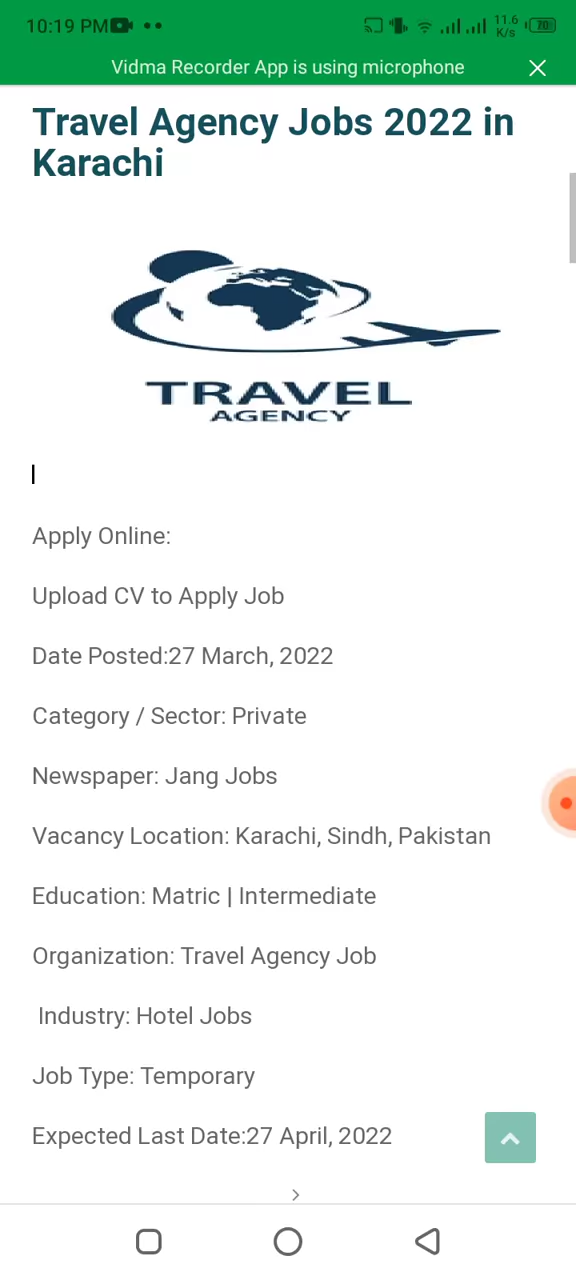 10:19 PM
11.6
K/s
70
Vidma Recorder App is using microphone
Travel Agency Jobs 2022 in
Karachi
TRAVEL
AGENCY
Apply Online:
Upload CV to Apply Job
Date Posted:27 March, 2022
Category / Sector: Private
Newspaper: Jang Jobs
Vacancy Location: Karachi, Sindh, Pakistan
Education: Matric | Intermediate
Organization: Travel Agency Job
Industry: Hotel Jobs
Job Type: Temporary
Expected Last Date:27 April, 2022